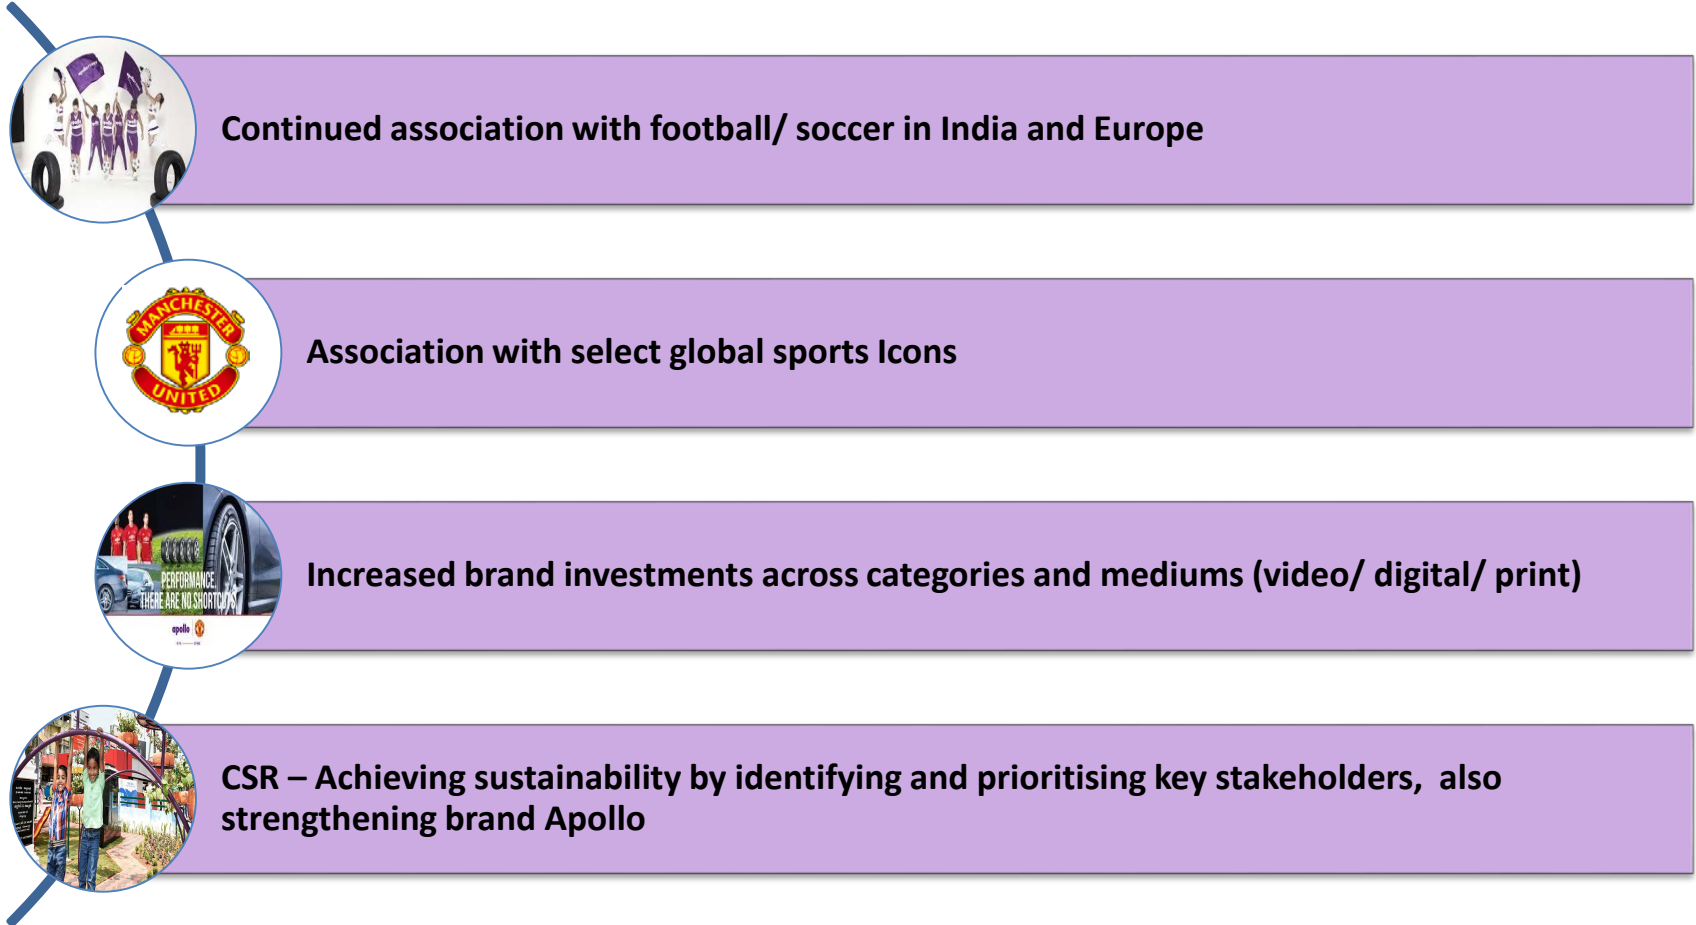 Continued association with football/ soccer in India and Europe
MANCHESTER
UNITED
Association with select global sports Icons
PERFORMANCE.
THERE ARE NO SHORTCUTS
apollo
Increased brand investments across categories and mediums (video/ digital/ print)
CSR – Achieving sustainability by identifying and prioritising key stakeholders,  also
strengthening brand Apollo